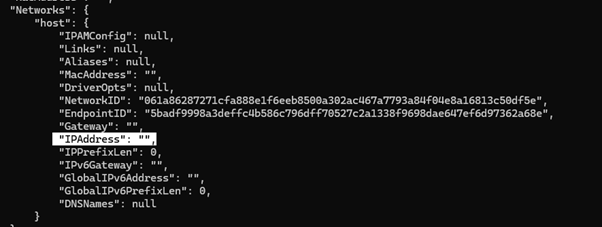 "Networks": {
"host": {
"IPAMConfig": null,
"Links": null,
"Aliases": null,
"MacAddress": "",
"DriverOpts": null,
"NetworkID": "061a86287271cfa888e1f6eeb8500a302ac467a7793a84f04e8a16813c50df5e",
"EndpointID": "5badf9998a3deffc4b586c796dff70527c2a1338f9698dae647ef6d97362a68e",
"Gateway": "",
"IPAddress": "",
"IPPrefixLen": 0,
"IPv6Gateway": "",
"GlobalIPv6Address": "",
"GlobalIPv6PrefixLen": 0,
"DNSNames": null
}